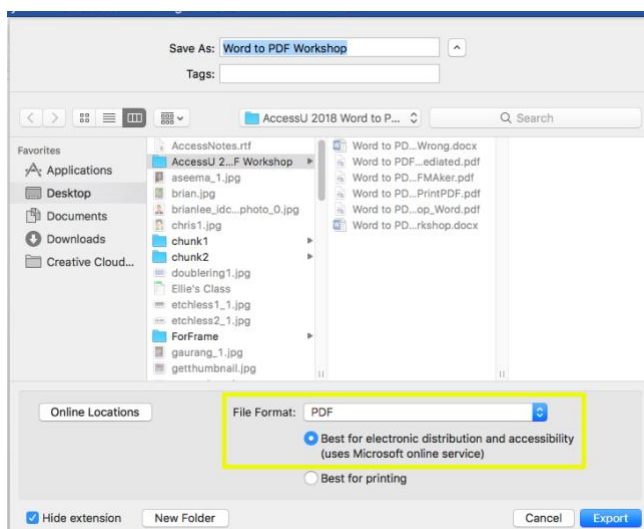 Save As: Word to PDF Workshop
Tags:
AccessU 2018 Word to P...
Search
Favorites
Applications
Desktop
Documents
Downloads
Creative Cloud...
AccessNotes.rtf
AccessU 2...F Workshop
aseema_1.jpg
brian.jpg
brianlee_idc...photo_0.jpg
chris1.jpg
chunk1
chunk2
doublering1.jpg
Ellie's Class
etchless1_1.jpg
etchless2_1.jpg
ForFrame
gaurang_1.jpg
getthumbnail.jpg
Word to PD...Wrong.docx
Word to PDF...ediated.pdf
Word to PD...FMAker.pdf
Word to PD...PrintPDF.pdf
Word to PD...op_Word.pdf
Word to PD...rkshop.docx
Online Locations
File Format: PDF
Best for electronic distribution and accessibility
(uses Microsoft online service)
Best for printing
Hide extension
New Folder
Cancel
Export